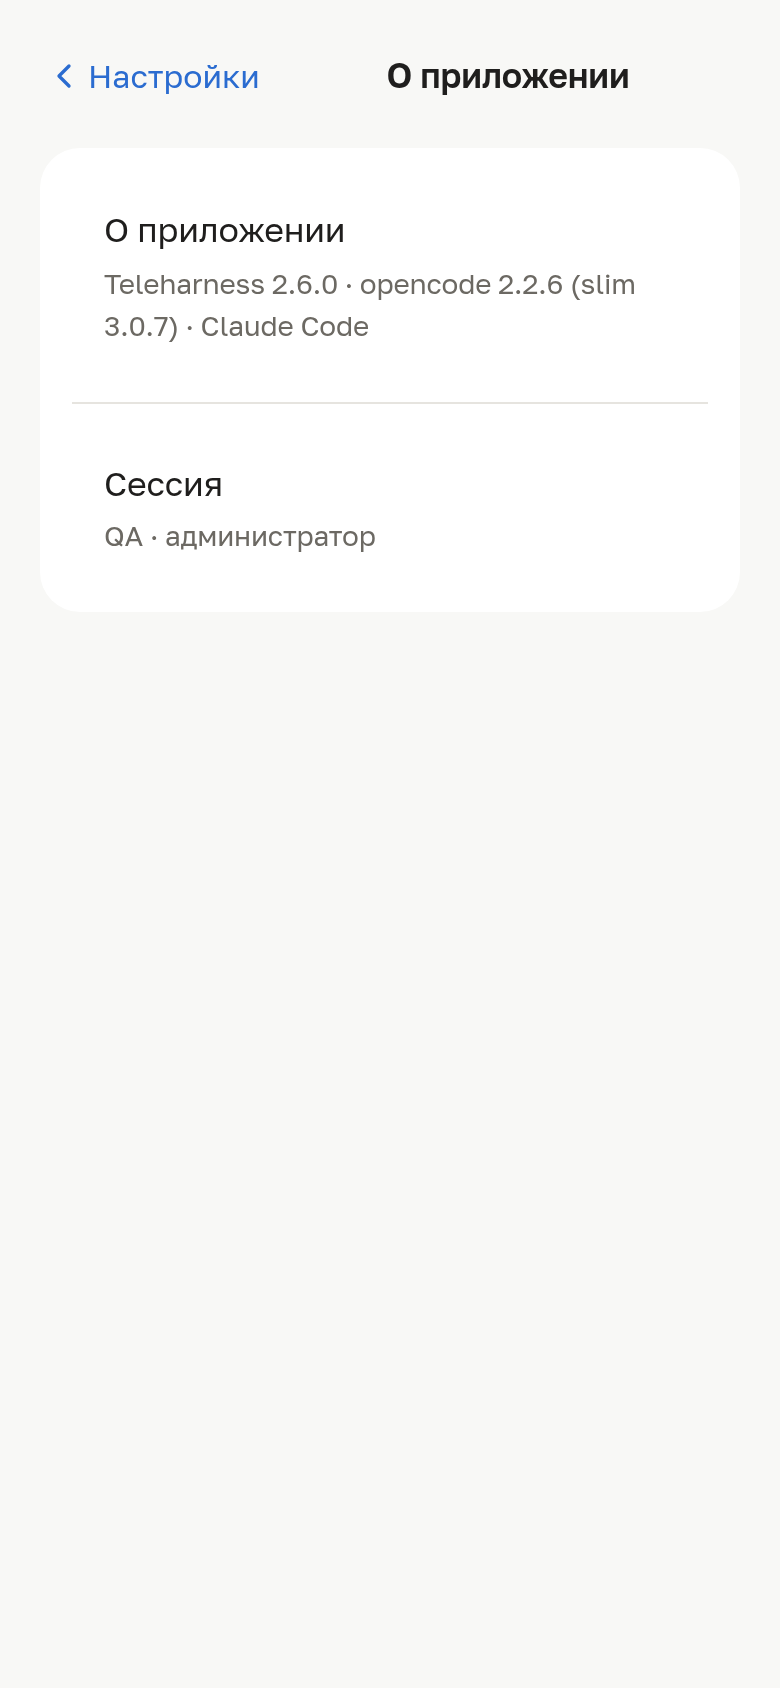 Настройки
О приложении
О приложении
Teleharness 2.6.0 · opencode 2.2.6 (slim
3.0.7) · Claude Code
Сессия
QA · администратор